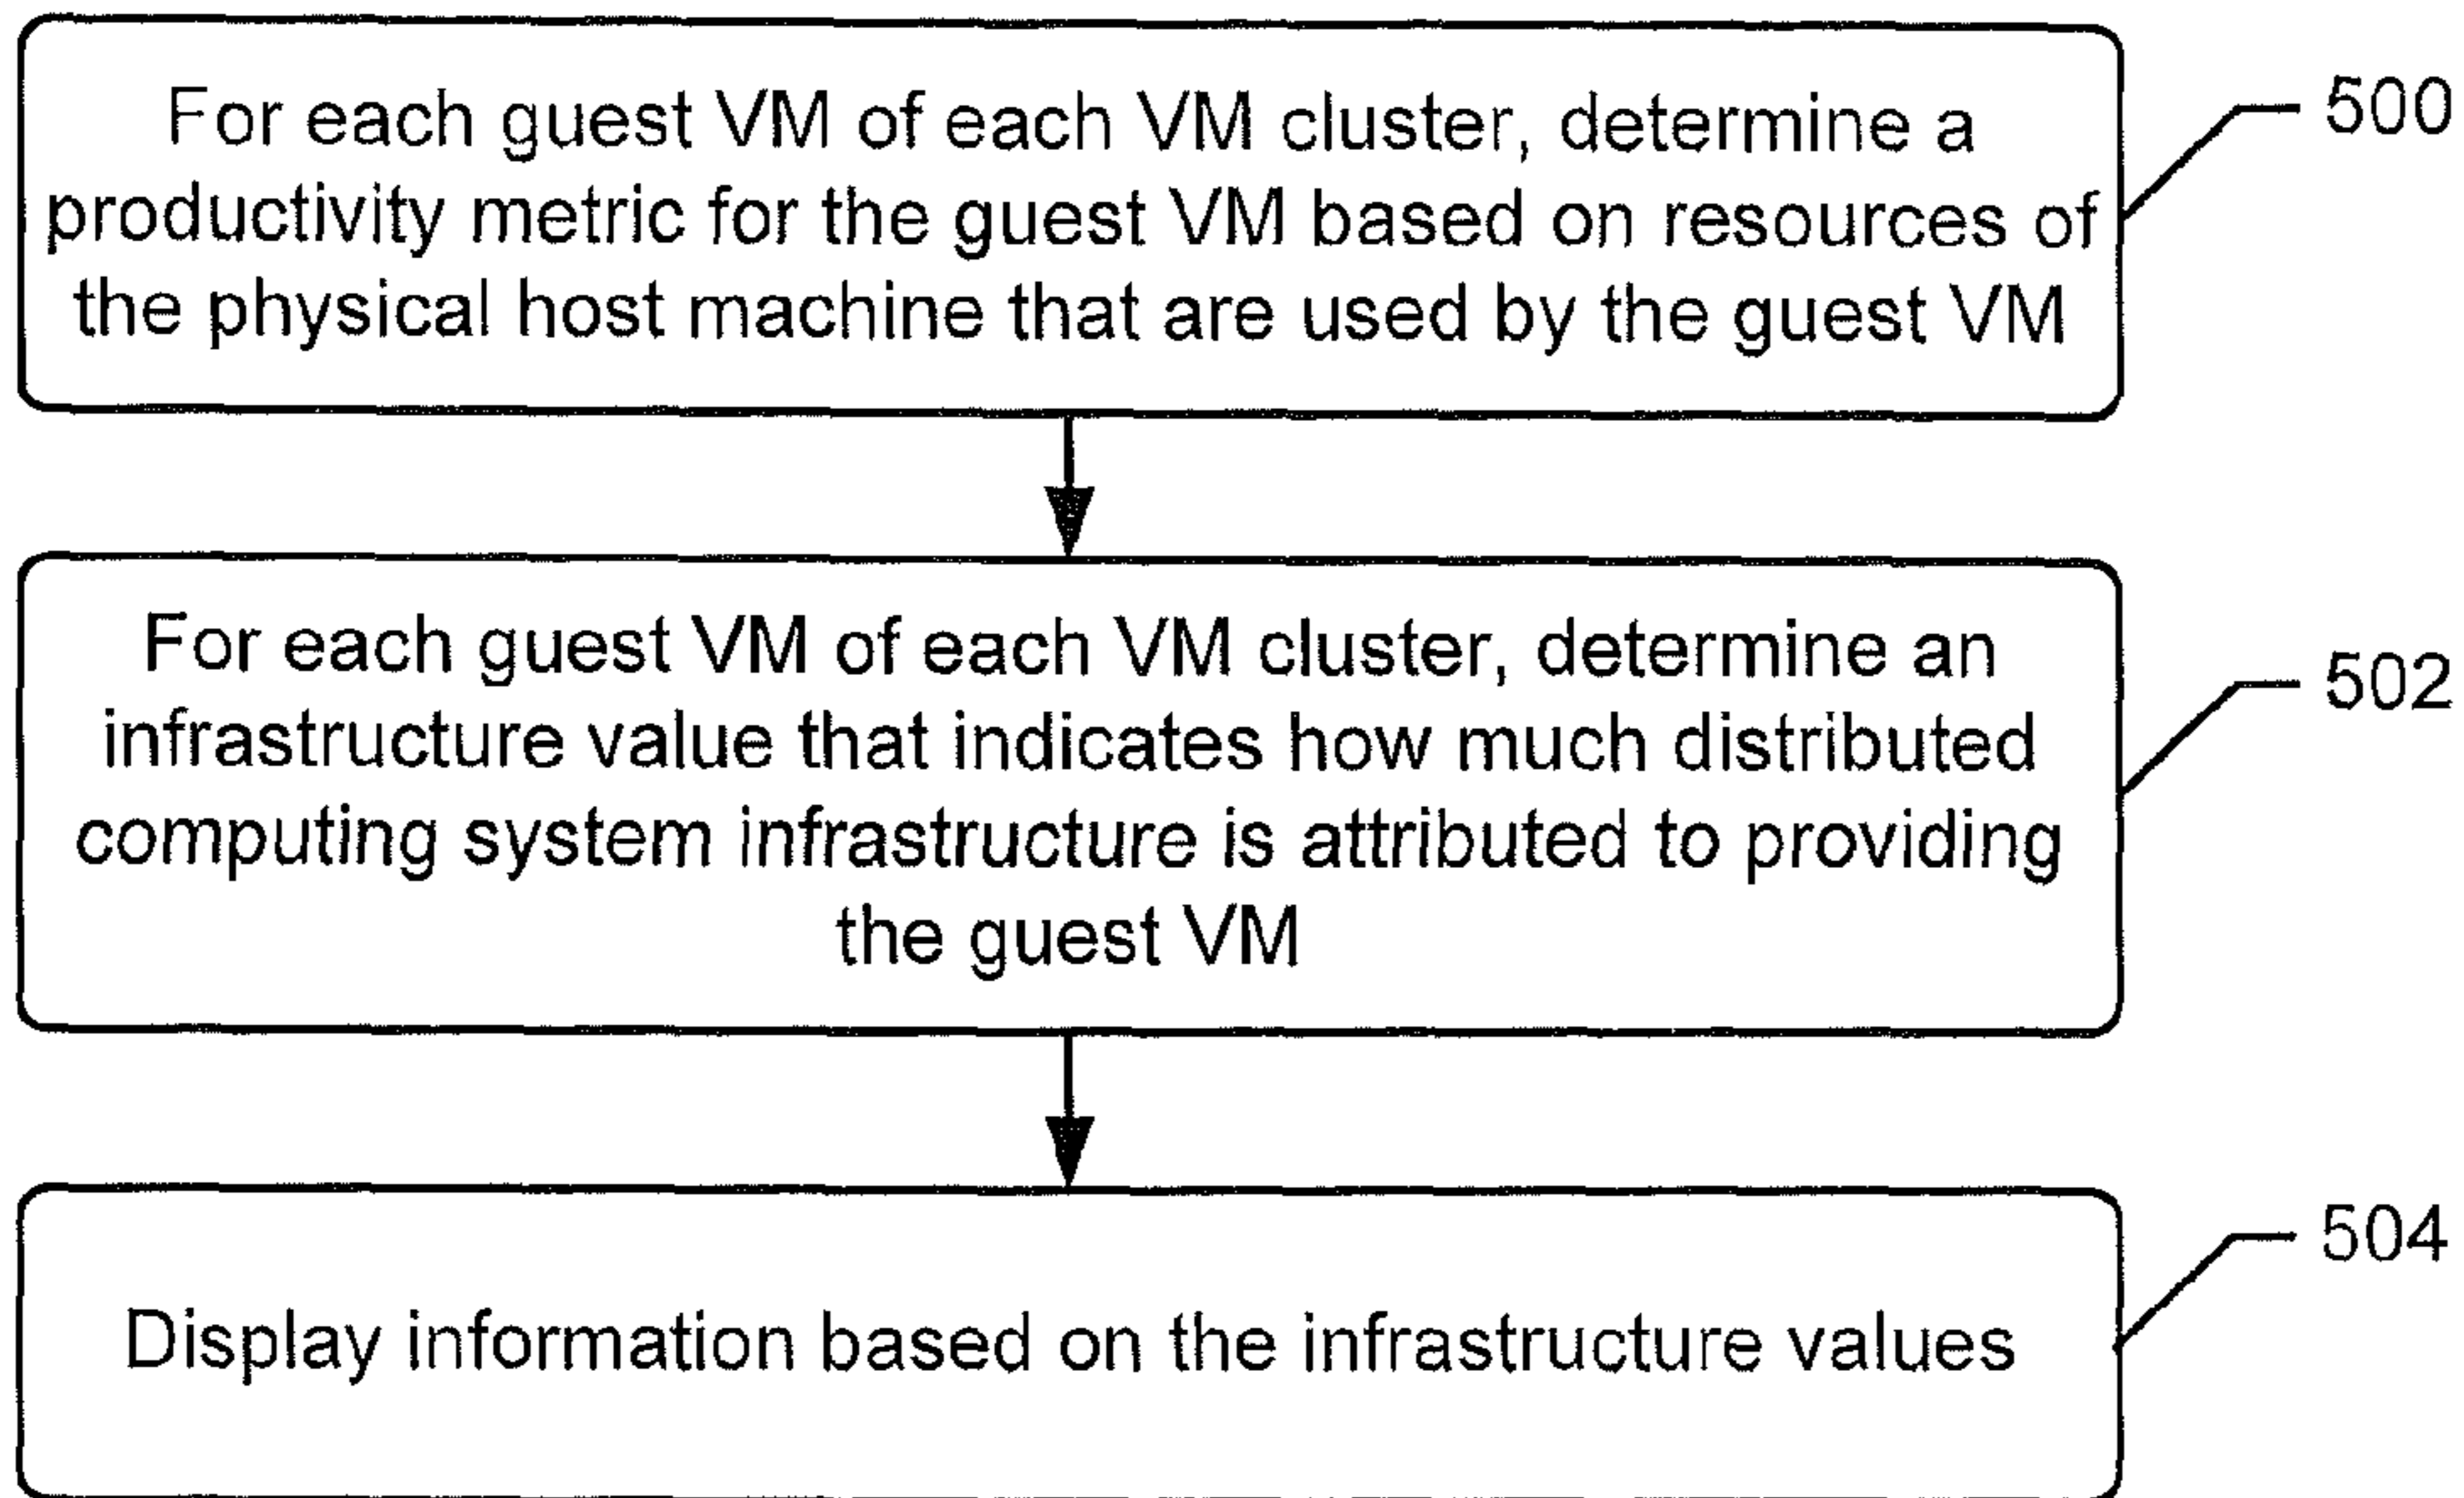 For each guest VM of each VM cluster, determine a
productivity metric for the guest VM based on resources of
the physical host machine that are used by the guest VM
500
For each guest VM of each VM cluster, determine an
infrastructure value that indicates how much distributed
computing system infrastructure is attributed to providing
the guest VM
502
Display information based on the infrastructure values
504